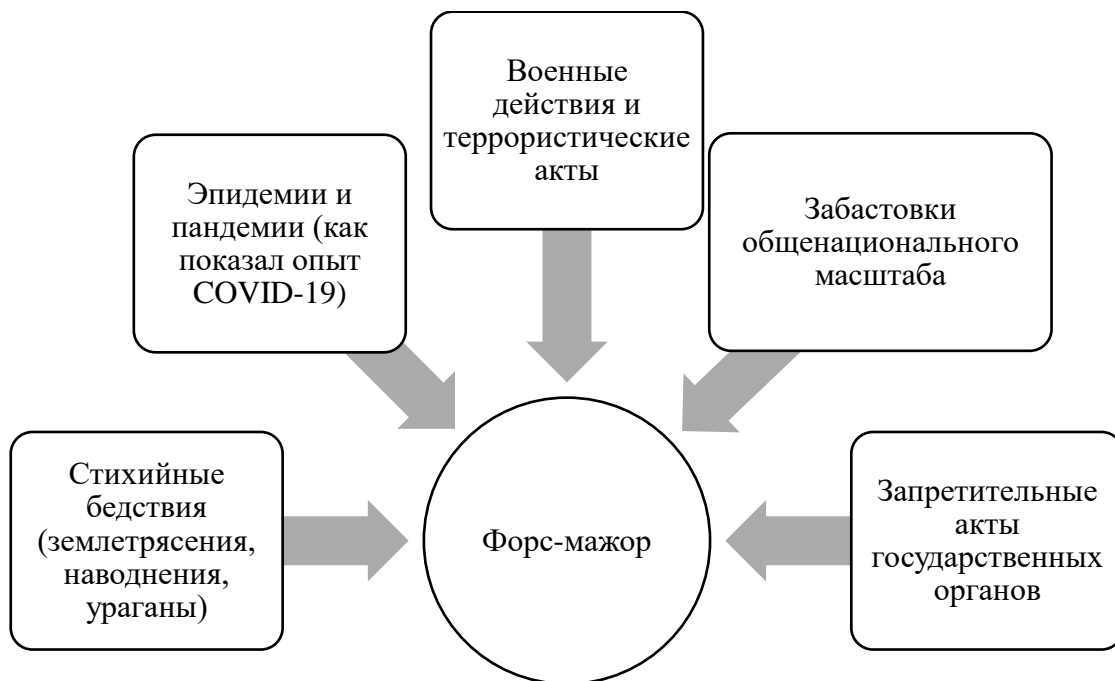 Военные
действия и
террористические
акты
Эпидемии и
пандемии (как
показал опыт
COVID-19)
Забастовки
общенационального
масштаба
Стихийные
бедствия
(землетрясения,
наводнения,
ураганы)
Форс-мажор
Запретительные
акты
государственных
органов